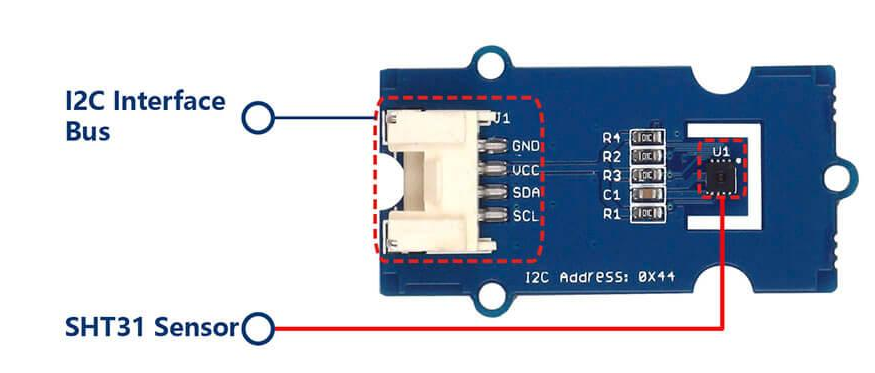 I2C Interface
Bus
J1
GND
VCC
SDA
SCL
R4
R2
R3
C1
R1
U1
I2C Address: 0X44
SHT31 Sensor